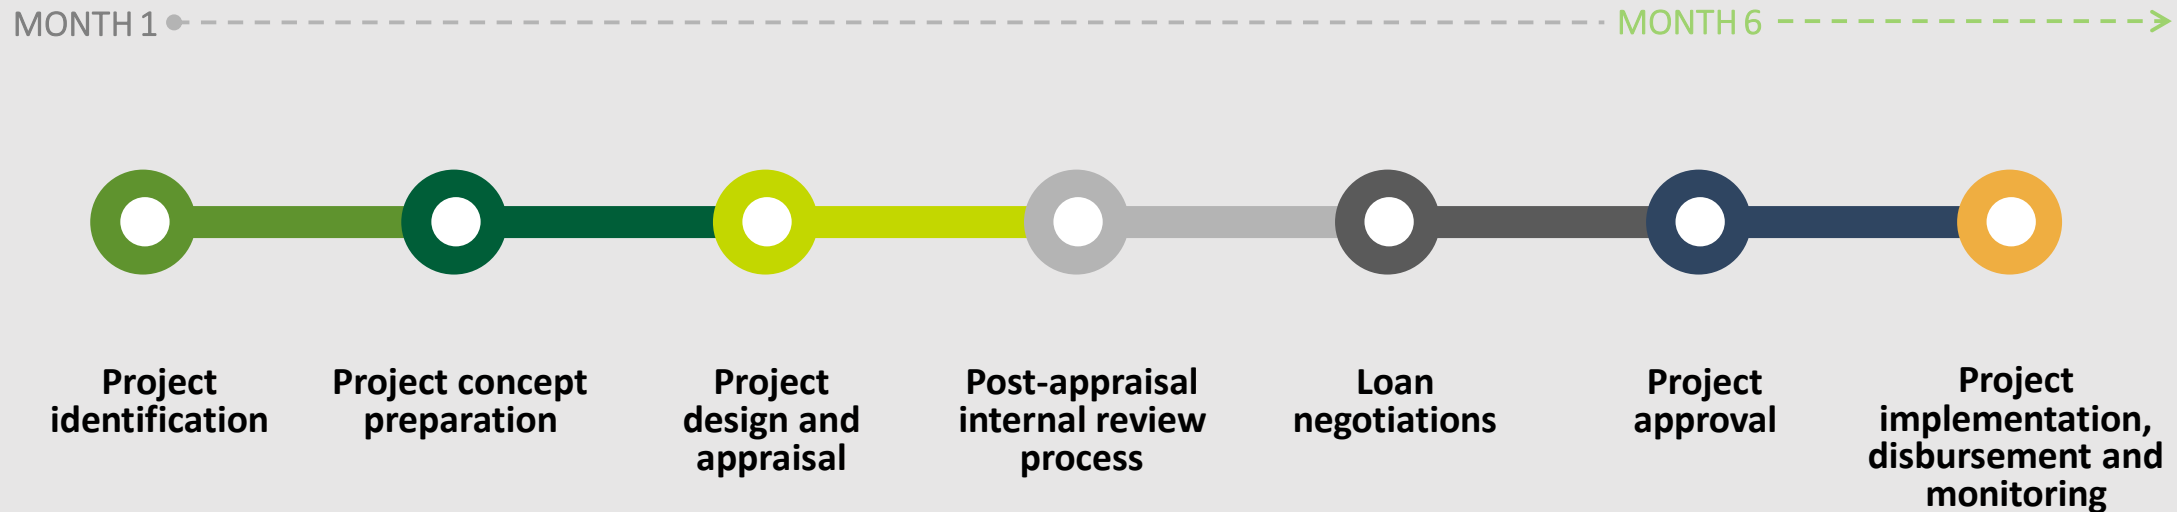 MONTH 1
MONTH 6
Project
identification
Project concept
preparation
Project
design and
appraisal
Post-appraisal
internal review
process
Loan
negotiations
Project
approval
Project
implementation,
disbursement and
monitoring